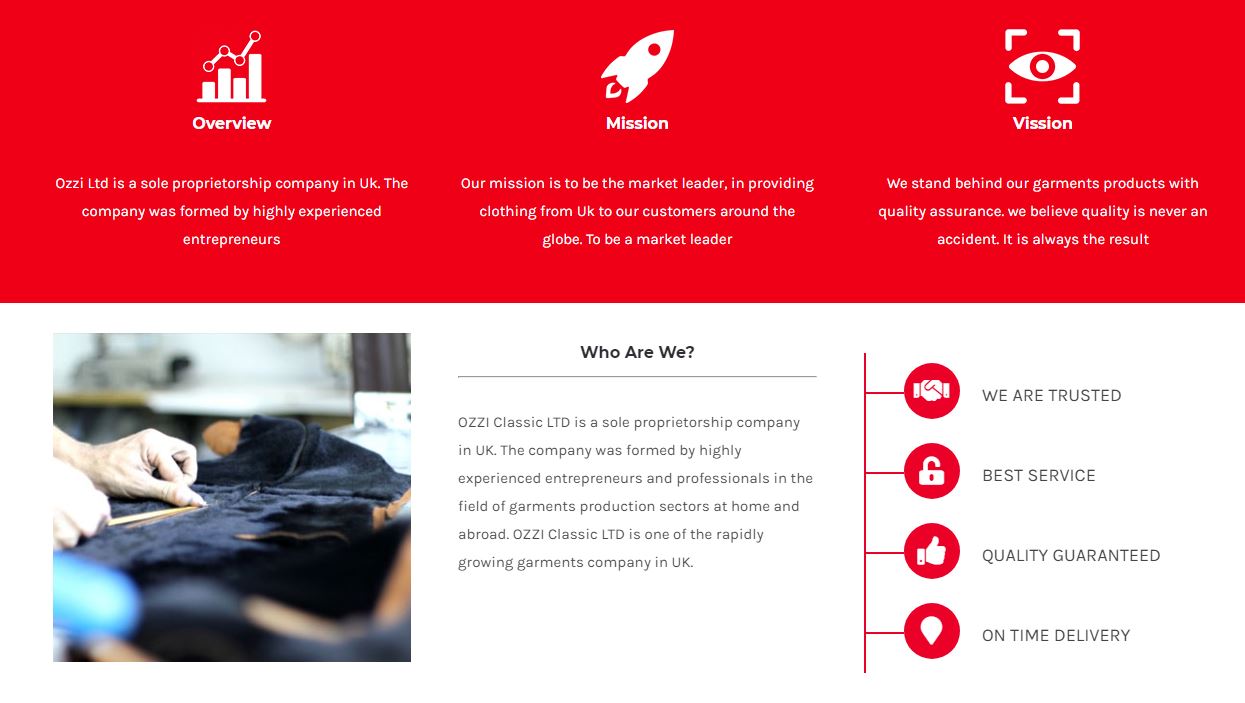 Overview
Ozzi Ltd is a sole proprietorship company in Uk. The
company was formed by highly experienced
entrepreneurs
Mission
Our mission is to be the market leader, in providing
clothing from Uk to our customers around the
globe. To be a market leader
Vission
We stand behind our garments products with
quality assurance. we believe quality is never an
accident. It is always the result
Who Are We?
OZZI Classic LTD is a sole proprietorship company
in UK. The company was formed by highly
experienced entrepreneurs and professionals in the
field of garments production sectors at home and
abroad. OZZI Classic LTD is one of the rapidly
growing garments company in UK.
WE ARE TRUSTED
BEST SERVICE
QUALITY GUARANTEED
ON TIME DELIVERY